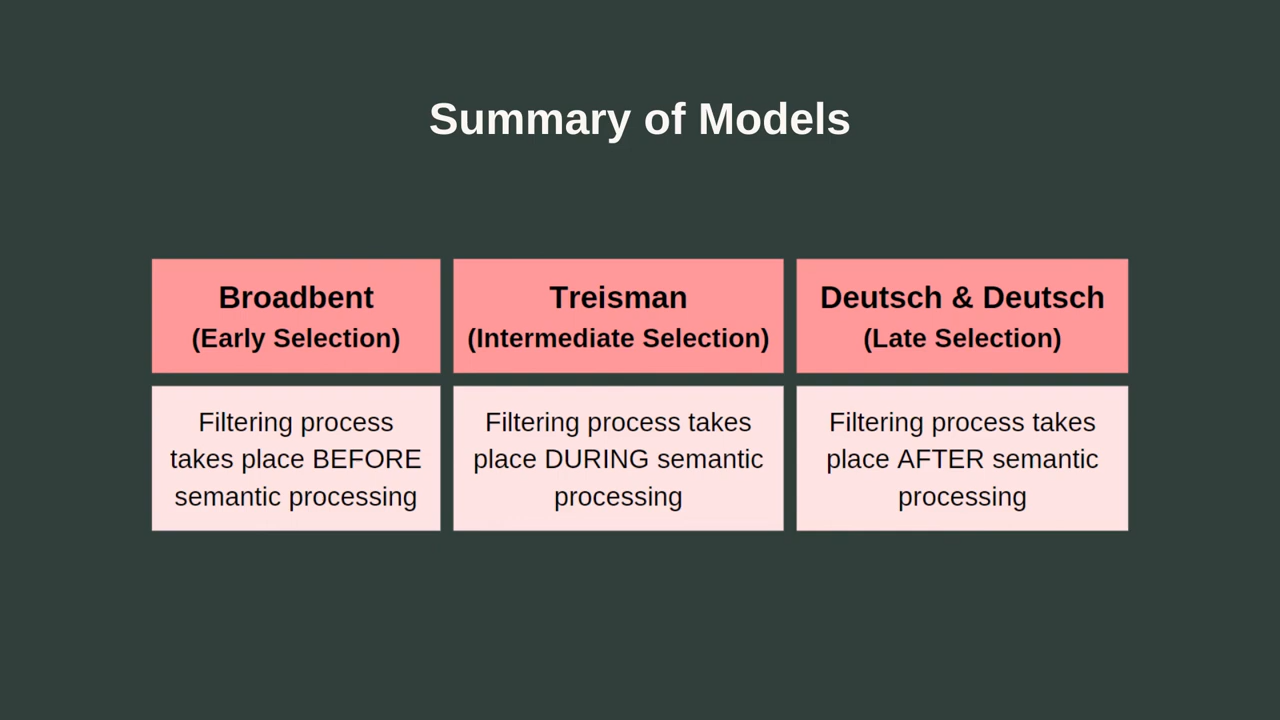 Summary of Models
Broadbent
(Early Selection)
Treisman
(Intermediate Selection)
Deutsch & Deutsch
(Late Selection)
Filtering process
takes place BEFORE
semantic processing
Filtering process takes
place DURING semantic
processing
Filtering process takes
place AFTER semantic
processing